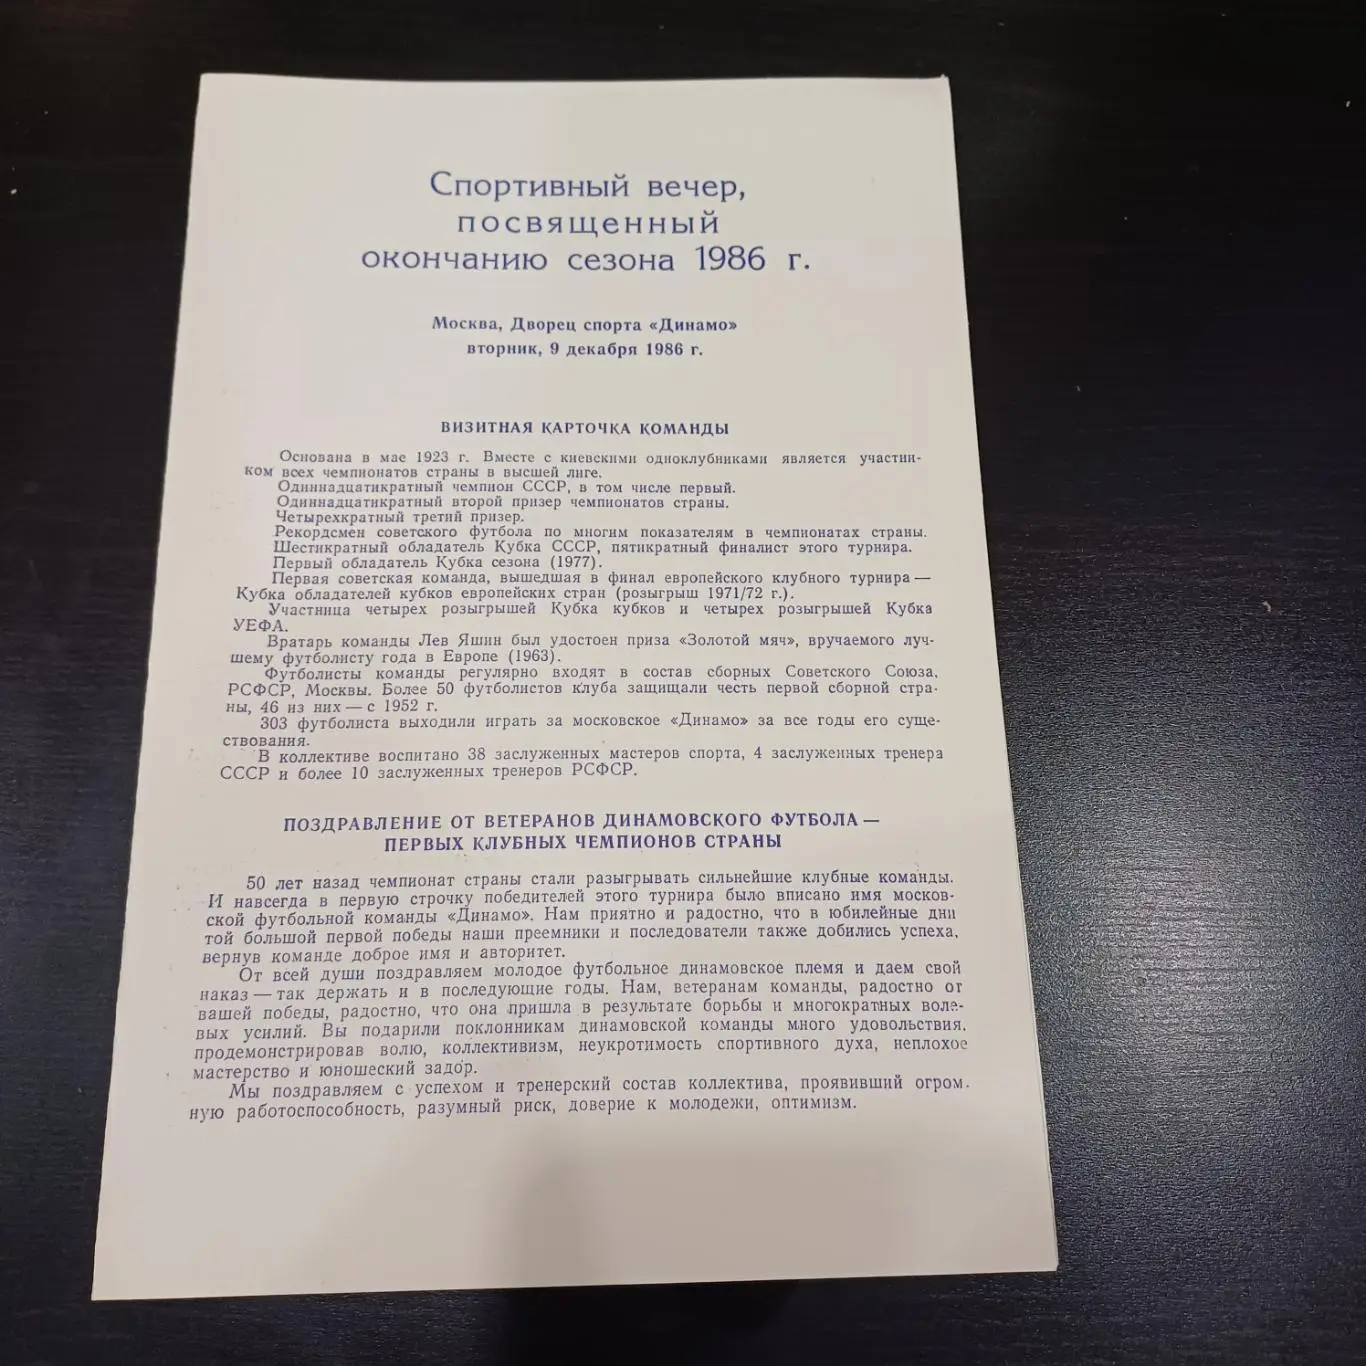 Спортивный вечер,
посвященный
окончанию сезона 1986 г.
Москва, Дворец спорта «Динамо»
вторник, 9 декабря 1986 г.
ВИЗИТНАЯ КАРТОЧКА КОМАНДЫ
Основана в мае 1923 г. Вместе с киевскими одноклубниками является участни-
ком всех чемпионатов страны в высшей лиге.
Одиннадцатикратный чемпион СССР, в том числе первый.
Одиннадцатикратный второй призер чемпионатов страны.
Четырехкратный третий призер.
Рекордсмен советского футбола по многим показателям в чемпионатах страны.
Шестикратный обладатель Кубка СССР, пятикратный финалист этого турнира.
Первый обладатель Кубка сезона (1977).
Первая советская команда, вышедшая в финал европейского клубного турнира —
Кубка обладателей кубков европейских стран (розыгрыш 1971/72 г.).
Участница четырех розыгрышей Кубка кубков и четырех розыгрышей Кубка
УЕФА.
Вратарь команды Лев Яшин был удостоен приза «Золотой мяч», вручаемого луч-
шему футболисту года в Европе (1963).
Футболисты команды регулярно входят в состав сборных Советского Союза,
РСФСР, Москвы. Более 50 футболистов клуба защищали честь первой сборной стра-
ны, 46 из них — с 1952 г.
303 футболиста выходили играть за московское «Динамо» за все годы его суще-
ствования.
В коллективе воспитано 38 заслуженных мастеров спорта, 4 заслуженных тренера
СССР и более 10 заслуженных тренеров РСФСР.
ПОЗДРАВЛЕНИЕ ОТ ВЕТЕРАНОВ ДИНАМОВСКОГО ФУТБОЛА —
ПЕРВЫХ КЛУБНЫХ ЧЕМПИОНОВ СТРАНЫ
50 лет назад чемпионат страны стали разыгрывать сильнейшие клубные команды.
И навсегда в первую строчку победителей этого турнира было вписано имя москов-
ской футбольной команды «Динамо». Нам приятно и радостно, что в юбилейные дни
той большой первой победы наши преемники и последователи также добились успеха,
вернув команде доброе имя и авторитет.
От всей души поздравляем молодое футбольное динамовское племя и даем свой
наказ — так держать и в последующие годы. Нам, ветеранам команды, радостно от
вашей победы, радостно, что она пришла в результате борьбы и многократных воле-
вых усилий. Вы подарили поклонникам динамовской команды много удовольствия,
продемонстрировав волю, коллективизм, неукротимость спортивного духа, неплохое
мастерство и юношеский задор.
Мы поздравляем с успехом и тренерский состав коллектива, проявивший огром.
ную работоспособность, разумный риск, доверие к молодежи, оптимизм.